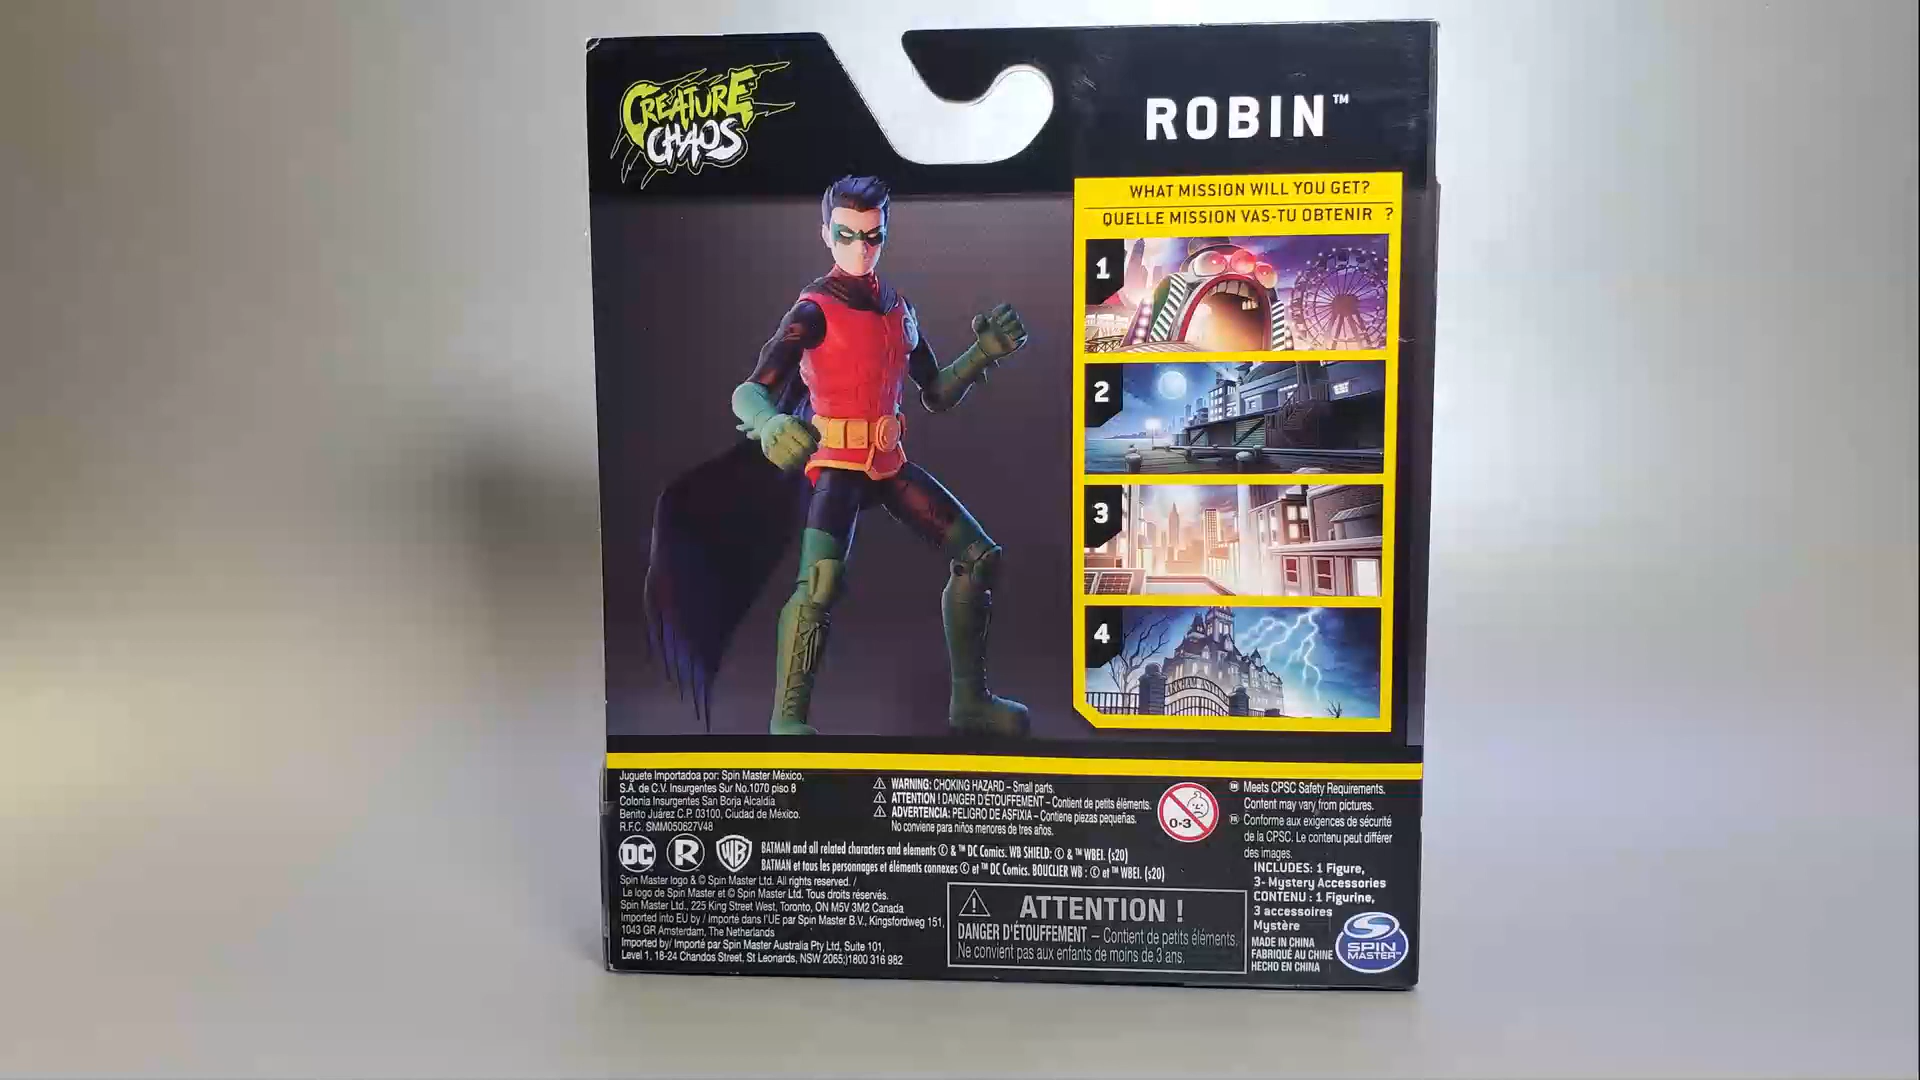 CREATURE™
CHAOS
ROBIN™
WHAT MISSION WILL YOU GET?
QUELLE MISSION VAS-TU OBTENIR ?
1
2
3
4
ARKHAM ASYLUM
Juguete Importadoa por: Spin Master México,
S.A. de C.V. Insurgentes Sur No.1070 piso 8
Colonia Insurgentes San Borja Alcaldia
Benito Juárez C.P. 03100, Ciudad de México.
R.F.C. SMM050627V48
⚠ WARNING: CHOKING HAZARD – Small parts.
⚠ ATTENTION ! DANGER D'ÉTOUFFEMENT – Contient de petits éléments.
⚠ ADVERTENCIA: PELIGRO DE ASFIXIA – Contiene piezas pequeñas.
No conviene para niños menores de tres años.
0-3
EN Meets CPSC Safety Requirements.
Content may vary from pictures.
FR Conforme aux exigences de sécurité
de la CPSC. Le contenu peut différer
des images.
DC R WB
BATMAN and all related characters and elements © & ™ DC Comics. WB SHIELD: © & ™ WBEI. (s20)
BATMAN et tous les personnages et éléments connexes © et ™ DC Comics. BOUCLIER WB : © et ™ WBEI. (s20)
Spin Master logo & © Spin Master Ltd. All rights reserved. /
Le logo de Spin Master et © Spin Master Ltd. Tous droits réservés.
Spin Master Ltd., 225 King Street West, Toronto, ON M5V 3M2 Canada
Imported into EU by / Importé dans l'UE par Spin Master B.V., Kingsfordweg 151,
1043 GR Amsterdam, The Netherlands
Imported by/ Importé par Spin Master Australia Pty Ltd, Suite 101,
Level 1, 18-24 Chandos Street, St Leonards, NSW 2065;)1800 316 982
⚠ ATTENTION !
DANGER D'ÉTOUFFEMENT – Contient de petits éléments.
Ne convient pas aux enfants de moins de 3 ans.
INCLUDES: 1 Figure,
3- Mystery Accessories
CONTENU : 1 Figurine,
3 accessoires
Mystère
MADE IN CHINA
FABRIQUÉ AU CHINE
HECHO EN CHINA
SPIN
MASTER™